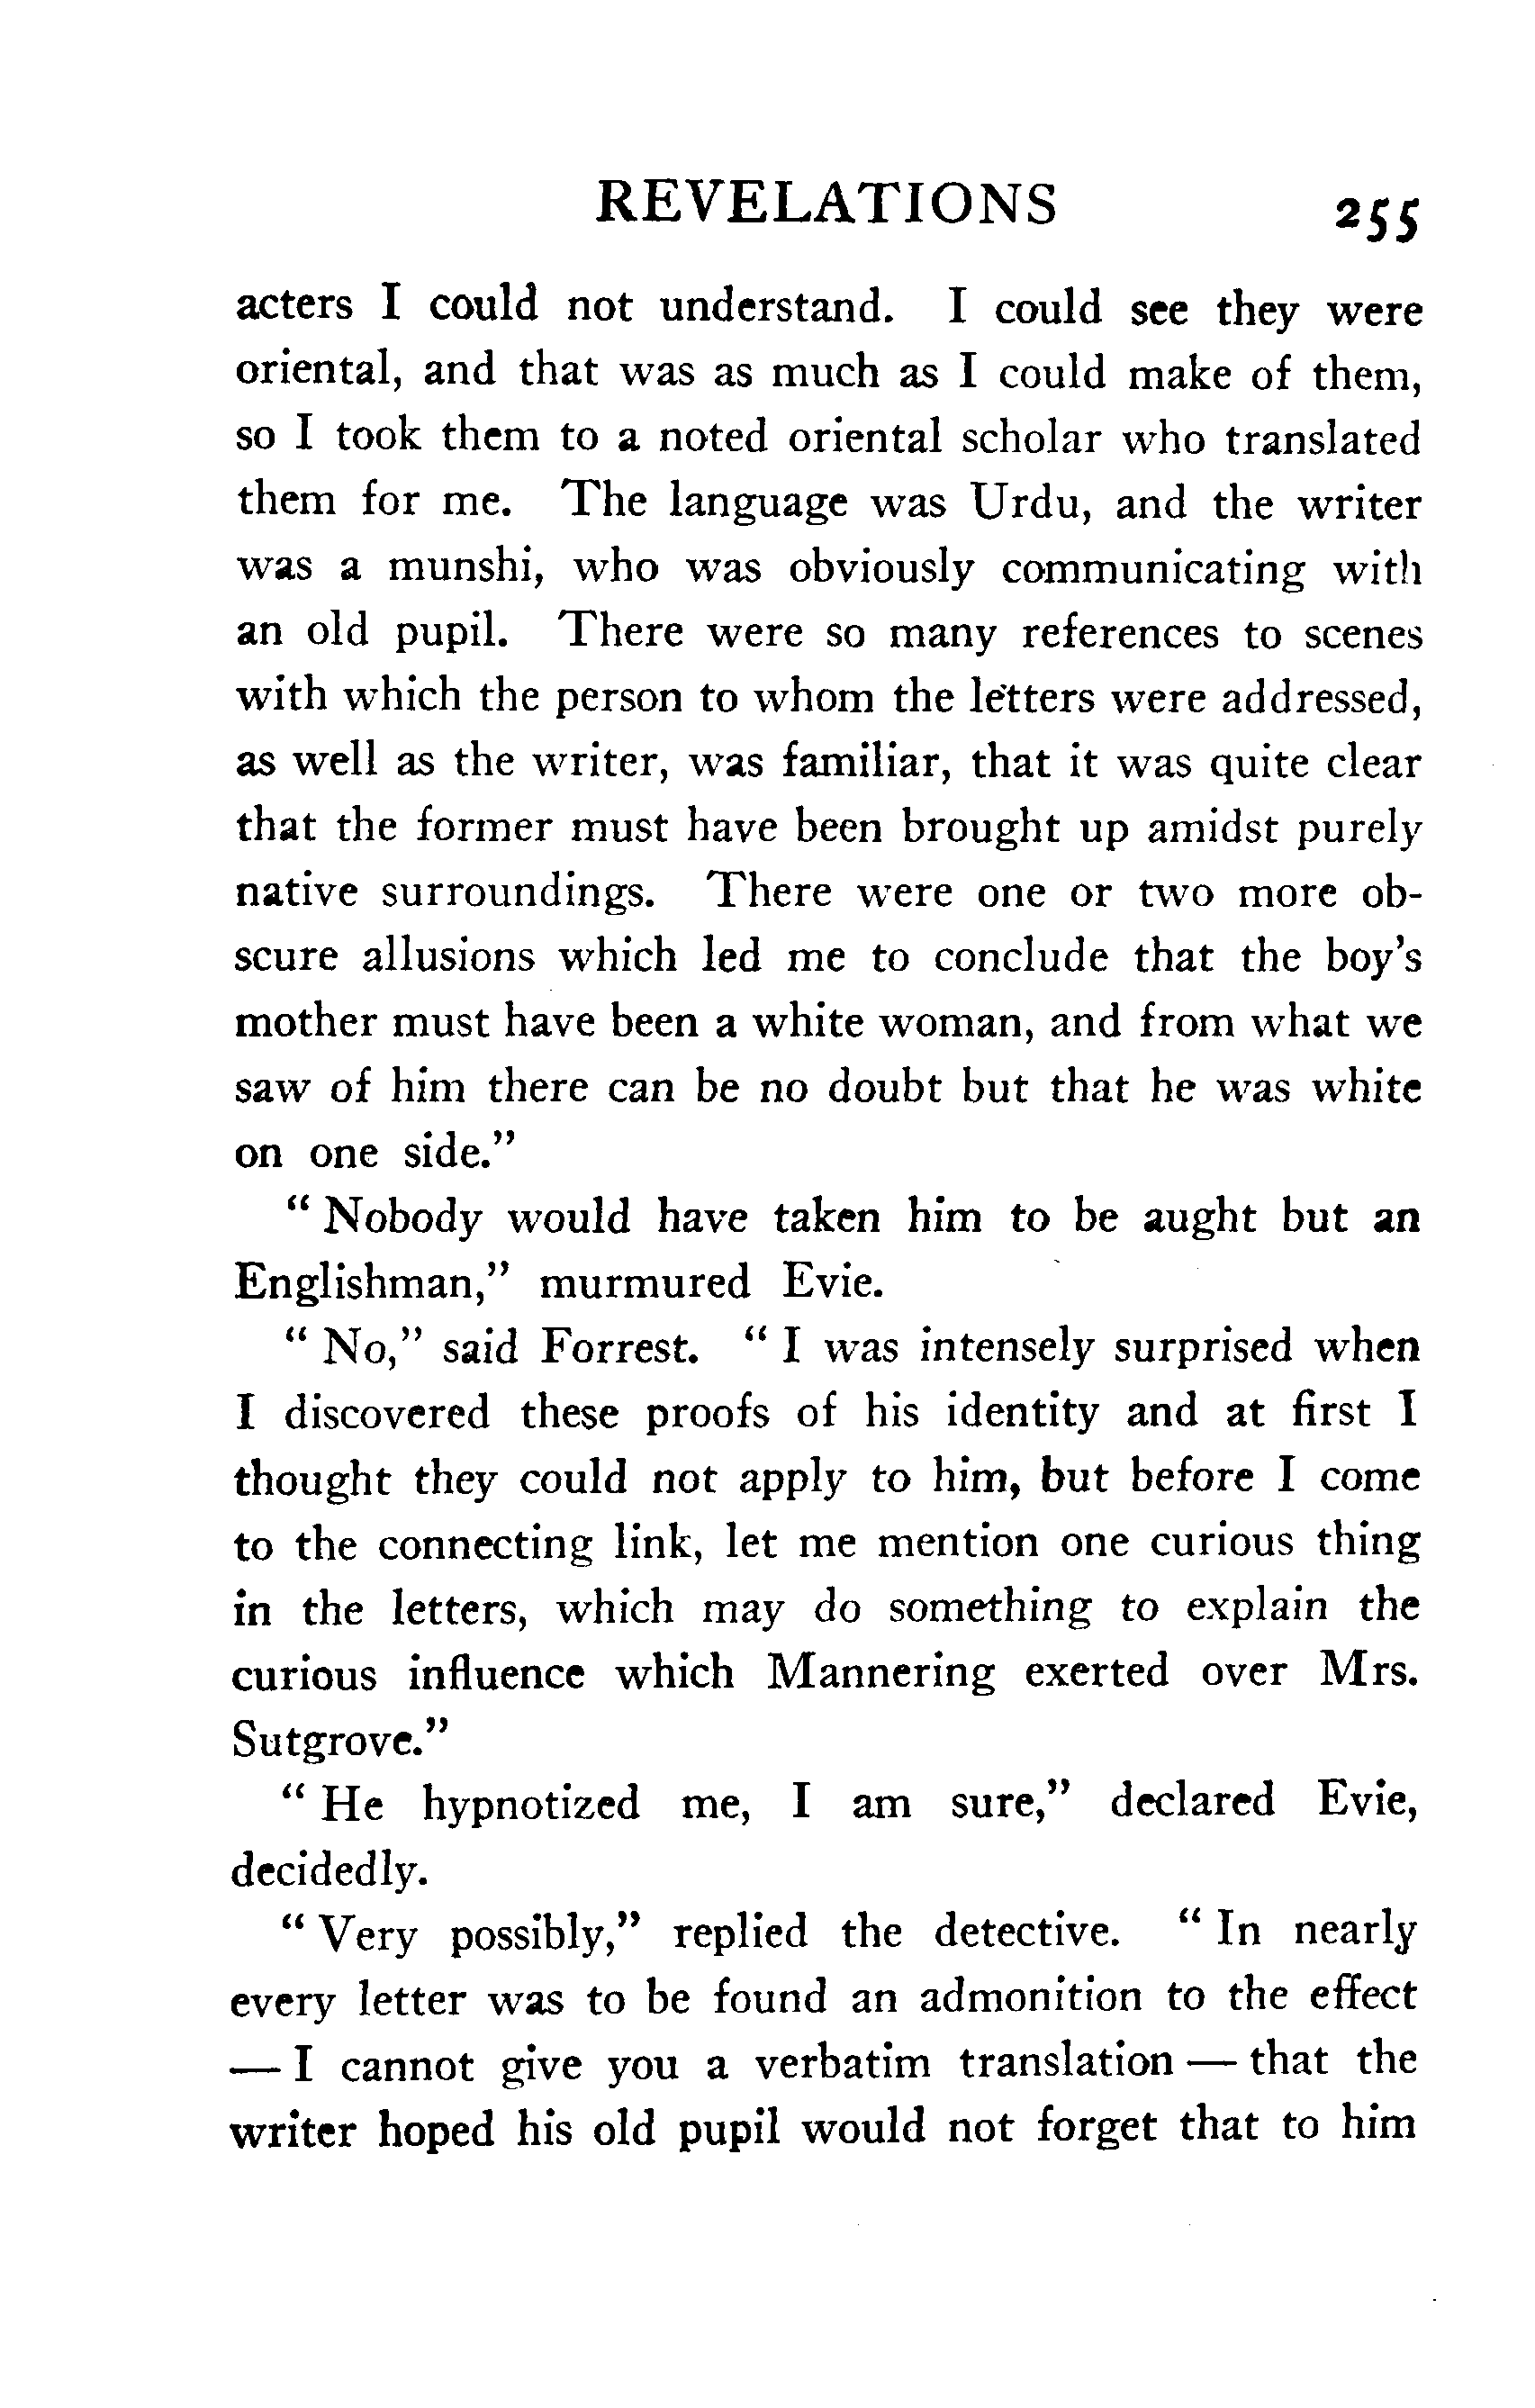 REVELATIONS 255
acters I could not understand. I could see they were
oriental, and that was as much as I could make of them,
so I took them to a noted oriental scholar who translated
them for me. The language was Urdu, and the writer
was a munshi, who was obviously communicating with
an old pupil. There were so many references to scenes
with which the person to whom the letters were addressed,
as well as the writer, was familiar, that it was quite clear
that the former must have been brought up amidst purely
native surroundings. There were one or two more ob-
scure allusions which led me to conclude that the boy's
mother must have been a white woman, and from what we
saw of him there can be no doubt but that he was white
on one side."
"Nobody would have taken him to be aught but an
Englishman," murmured Evie.
"No," said Forrest. "I was intensely surprised when
I discovered these proofs of his identity and at first I
thought they could not apply to him, but before I come
to the connecting link, let me mention one curious thing
in the letters, which may do something to explain the
curious influence which Mannering exerted over Mrs.
Sutgrove."
"He hypnotized me, I am sure," declared Evie,
decidedly.
"Very possibly," replied the detective. "In nearly
every letter was to be found an admonition to the effect
— I cannot give you a verbatim translation — that the
writer hoped his old pupil would not forget that to him